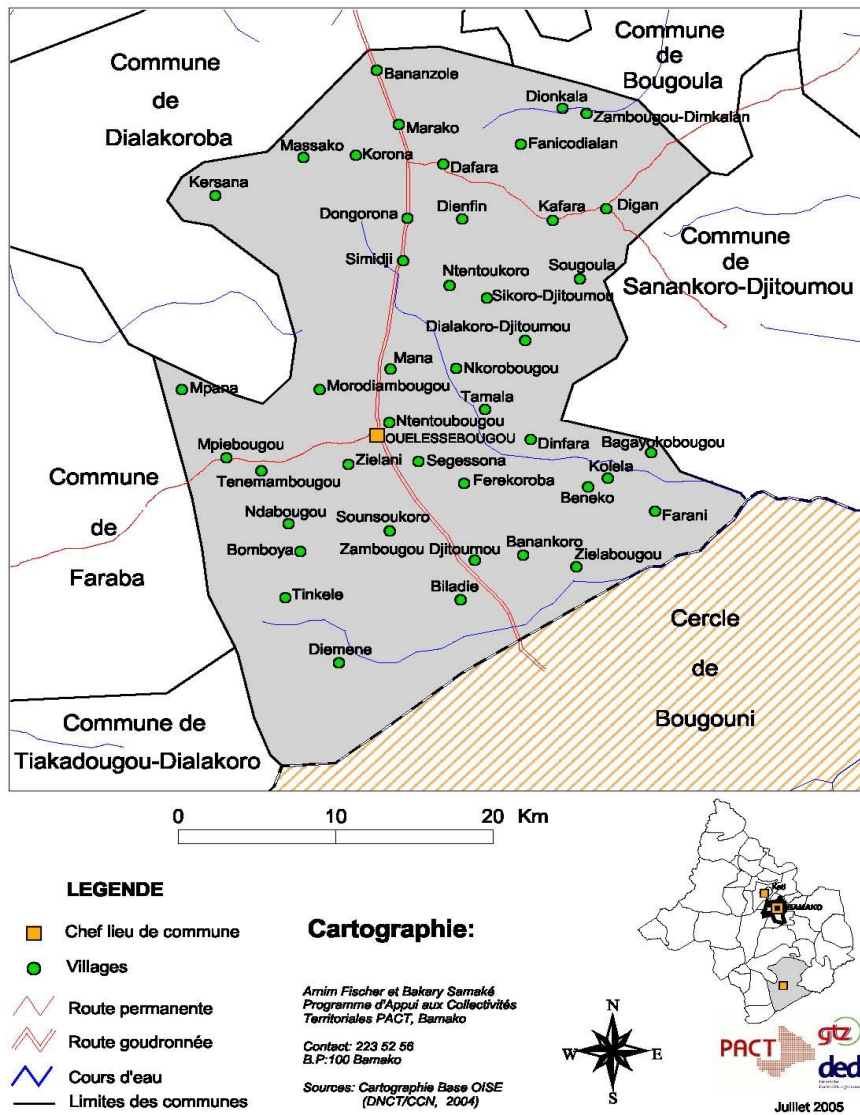 Commune
de
Dialakoroba
Commune
de
Bougoula
Bananzole
Dionkala
Zambougou-Dimkalan
Marako
Massako
Korona
Fanicodialan
Dafara
Kersana
Dongorona
Dienfin
Kafara
Digan
Commune
de
Sanankoro-Djitoumou
Simidji
Ntentoukoro
Sougoula
Sikoro-Djitoumou
Dialakoro-Djitoumou
Mana
Nkorobougou
Mpana
Morodiambougou
Tamala
Ntentoubougou
OUELESSEBOUGOU
Dinfara
Bagayokobougou
Mpiebougou
Zielani
Segessona
Kolela
Tenemambougou
Ferekoroba
Beneko
Commune
de
Faraba
Ndabougou
Sounsoukoro
Farani
Bomboya
Zambougou Djitoumou
Banankoro
Zielabougou
Tinkele
Biladie
Diemene
Cercle
de
Bougouni
Commune de
Tiakadougou-Dialakoro
0 10 20 Km
LEGENDE
Chef lieu de commune
Villages
Route permanente
Route goudronnée
Cours d'eau
Limites des communes
Cartographie:
Armim Fischer et Bakary Samaké
Programme d'Appui aux Collectivités
Territoriales PACT, Bamako
Contact: 223 52 56
B.P:100 Bamako
Sources: Cartographie Base OISE
(DNCT/CCN, 2004)
N
W E
S
Kati
BAMAKO
PACT
gtz
ded
Juillet 2005